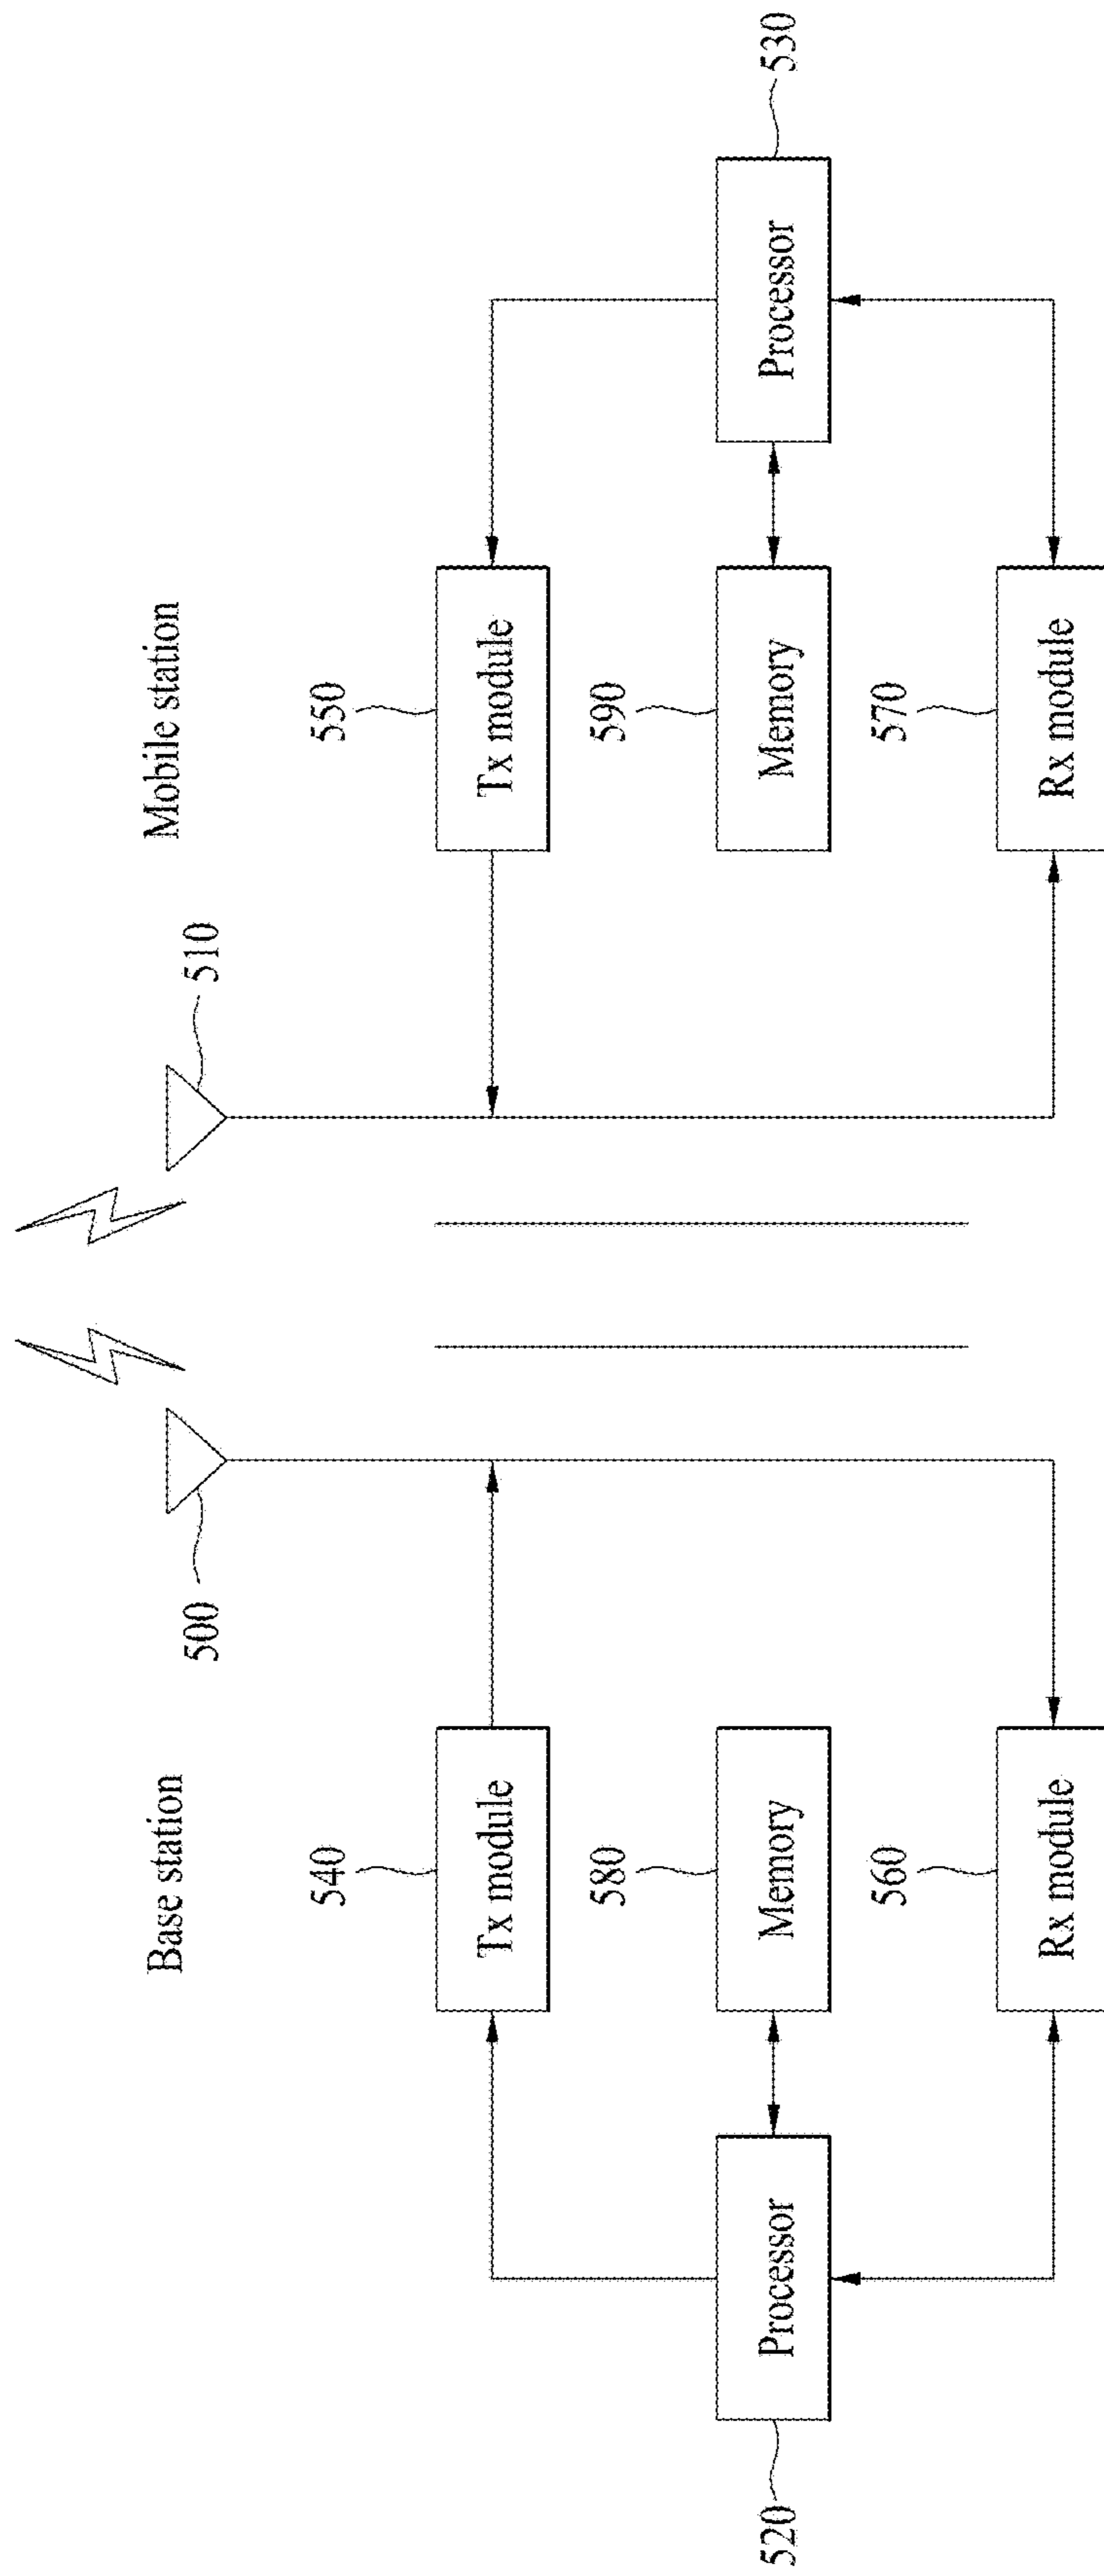 Base station
Mobile station
500
510
540
Tx module
550
Tx module
520
Processor
580
Memory
590
Memory
Processor
530
560
Rx module
570
Rx module